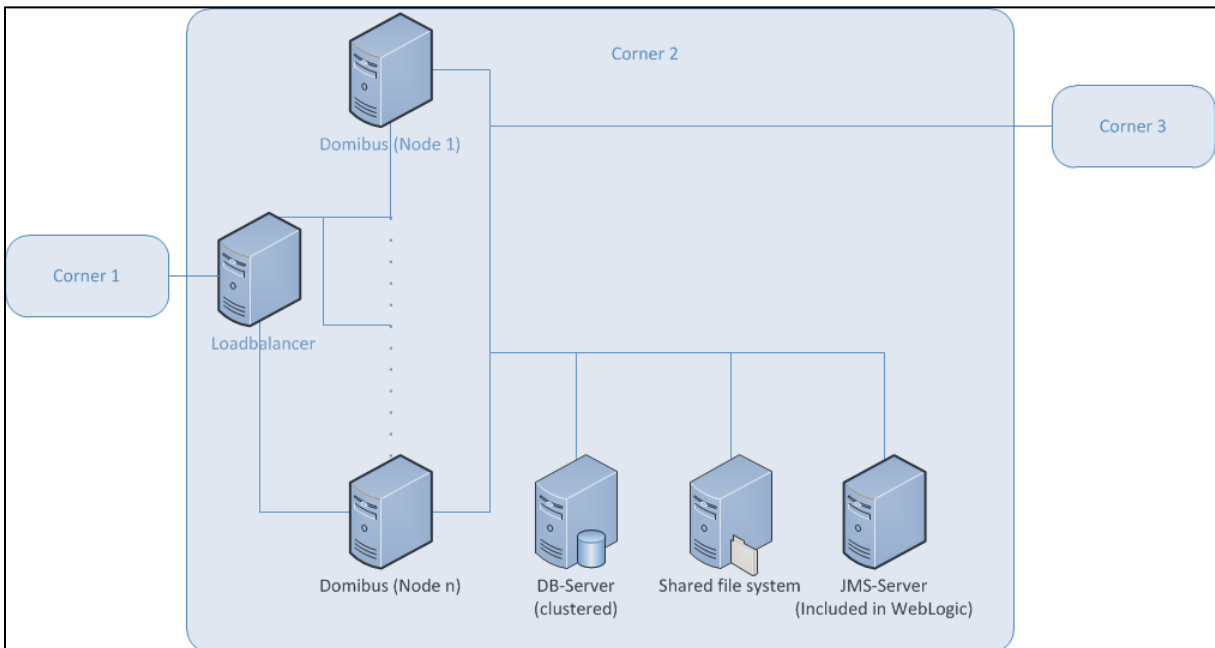 Corner 2
Domibus (Node 1)
Corner 3
Corner 1
Loadbalancer
Domibus (Node n)
DB-Server
(clustered)
Shared file system
JMS-Server
(Included in WebLogic)